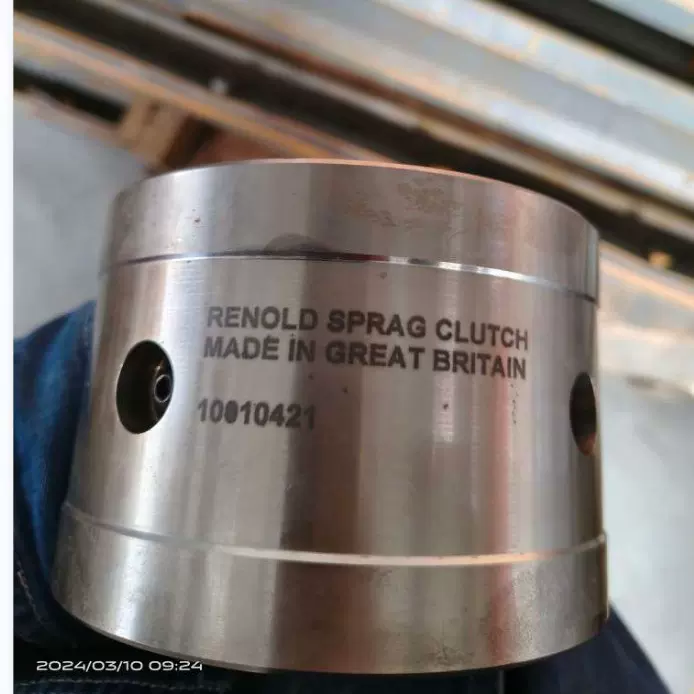 RENOLD SPRAG CLUTCH
MADE IN GREAT BRITAIN
10010421
2024/03/10 09:24